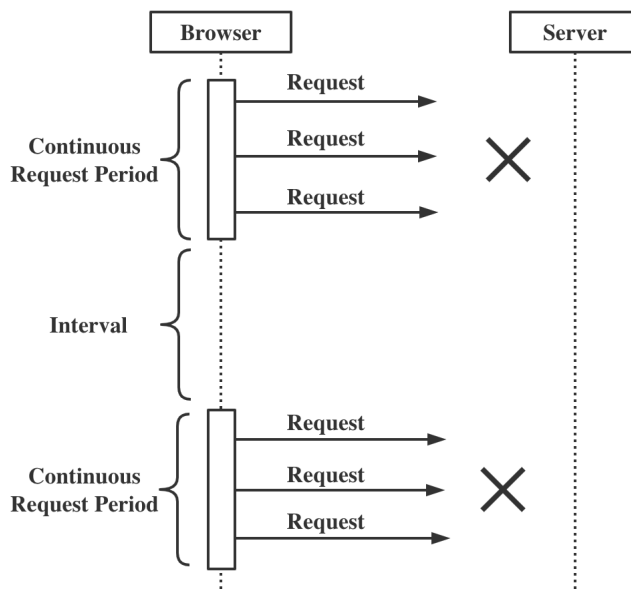 Browser
Server
Request
Continuous
Request Period
Request
Request
Interval
Request
Continuous
Request Period
Request
Request